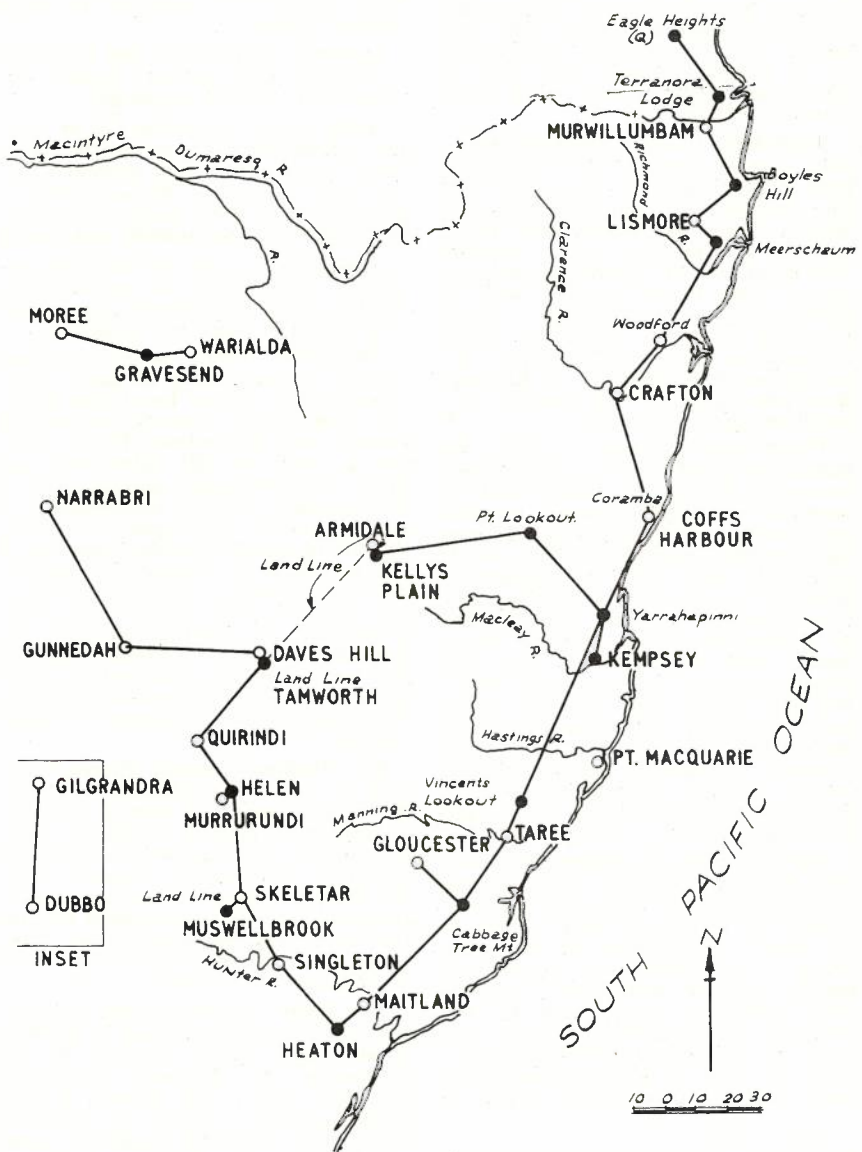 Eagle Heights
(Q)
Terranora
Lodge
MURWILLUMBAM
Macintyre
Dumaresq R
Richmond
R.
Boyles
Hill
LISMORE
Clarence R.
R.
Meerschaum
MOREE
WARIALDA
GRAVESEND
Woodford
CRAFTON
NARRABRI
Coramba
COFFS
HARBOUR
Pt. Lookout.
ARMIDALE
Land Line
KELLYS
PLAIN
Macleay R.
Yarrahapinni
KEMPSEY
GUNNEDAH
DAVES HILL
Land Line
TAMWORTH
QUIRINDI
Hastings R.
PT. MACQUARIE
GILGRANDRA
HELEN
MURRURUNDI
Vincents
Lookout
Manning R.
TAREE
GLOUCESTER
DUBBO
INSET
Land Line
SKELETAR
MUSWELLBROOK
Cabbage
Tree Mt.
Hunter R.
SINGLETON
MAITLAND
HEATON
SOUTH PACIFIC OCEAN
N
10 0 10 20 30